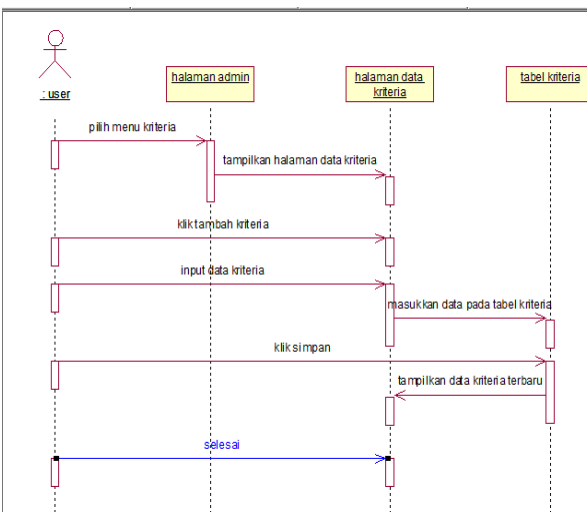 : user
halaman admin
halaman data
kriteria
tabel kriteria
pilih menu kriteria
tampilkan halaman data kriteria
klik tambah kriteria
input data kriteria
masukkan data pada tabel kriteria
klik simpan
tampilkan data kriteria terbaru
selesai